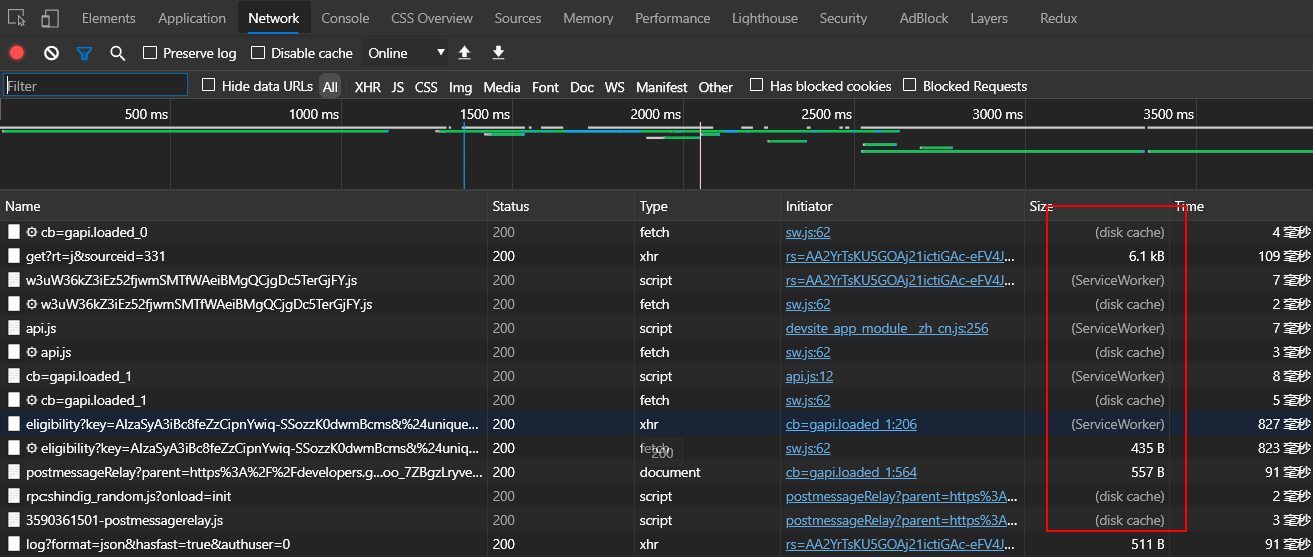 Elements Application Network Console CSS Overview Sources Memory Performance Lighthouse Security AdBlock Layers Redux
Preserve log Disable cache Online
Filter Hide data URLs All XHR JS CSS Img Media Font Doc WS Manifest Other Has blocked cookies Blocked Requests
500 ms 1000 ms 1500 ms 2000 ms 2500 ms 3000 ms 3500 ms
Name Status Type Initiator Size Time
cb=gapi.loaded_0 200 fetch sw.js:62 (disk cache) 4 毫秒
get?rt=j&sourceid=331 200 xhr rs=AA2YrTsKU5GOAj21ictiGAc-eFV4J... 6.1 kB 109 毫秒
w3uW36kZ3iEz52fjwmSMTfWAeiBMgQCjgDc5TerGjFY.js 200 script rs=AA2YrTsKU5GOAj21ictiGAc-eFV4J... (ServiceWorker) 7 毫秒
w3uW36kZ3iEz52fjwmSMTfWAeiBMgQCjgDc5TerGjFY.js 200 fetch sw.js:62 (disk cache) 2 毫秒
api.js 200 script devsite_app_module__zh_cn.js:256 (ServiceWorker) 7 毫秒
api.js 200 fetch sw.js:62 (disk cache) 3 毫秒
cb=gapi.loaded_1 200 script api.js:12 (ServiceWorker) 8 毫秒
cb=gapi.loaded_1 200 fetch sw.js:62 (disk cache) 5 毫秒
eligibility?key=AIzaSyA3iBc8feZzCipnYwiq-SSozzK0dwmBcms&%24unique... 200 xhr cb=gapi.loaded_1:206 (ServiceWorker) 827 毫秒
eligibility?key=AIzaSyA3iBc8feZzCipnYwiq-SSozzK0dwmBcms&%24unique... 200 fetch sw.js:62 435 B 823 毫秒
200
postmessageRelay?parent=https%3A%2F%2Fdevelopers.g...oo_7ZBgzLryve... 200 document cb=gapi.loaded_1:564 557 B 91 毫秒
rpc:shindig_random.js?onload=init 200 script postmessageRelay?parent=https%3A... (disk cache) 2 毫秒
3590361501-postmessagerelay.js 200 script postmessageRelay?parent=https%3A... (disk cache) 3 毫秒
log?format=json&hasfast=true&authuser=0 200 xhr rs=AA2YrTsKU5GOAj21ictiGAc-eFV4J... 511 B 91 毫秒